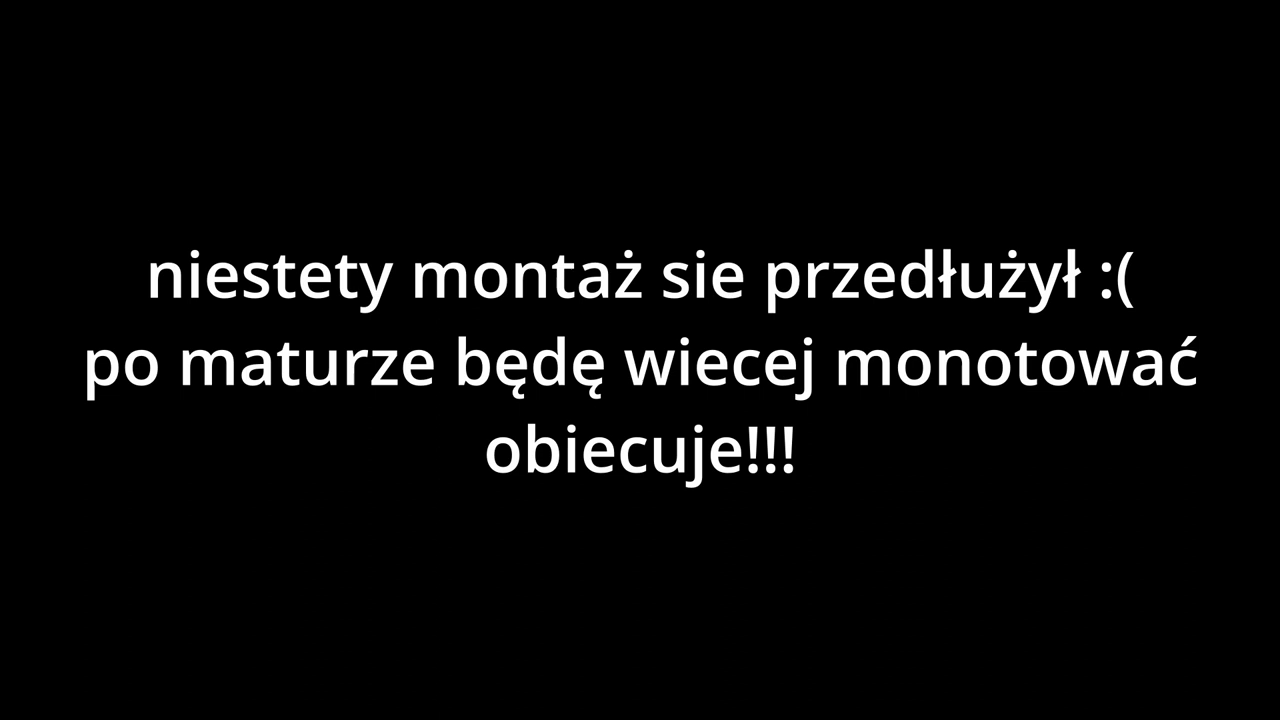 niestety montaż sie przedłużył :(
po maturze będę wiecej monotować
obiecuje!!!